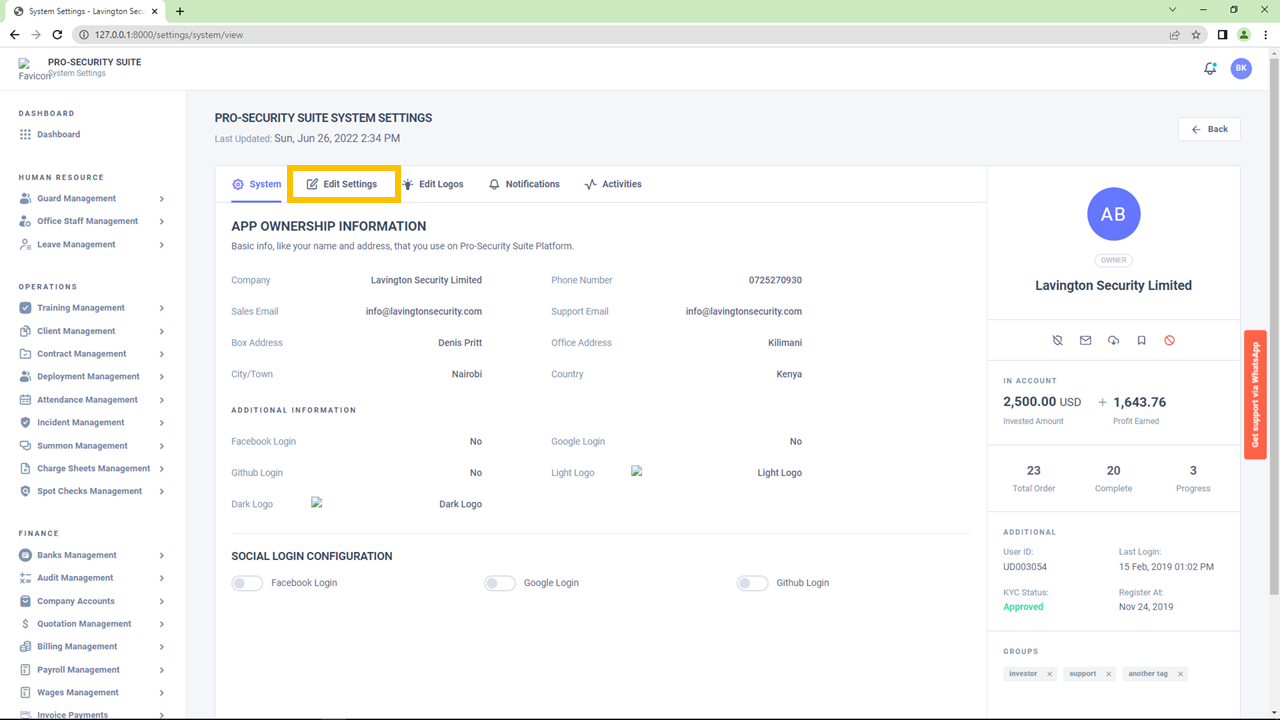 System Settings - Lavington Secu
127.0.0.1:8000/settings/system/view
Favicon
PRO-SECURITY SUITE
System Settings
BK
DASHBOARD
Dashboard
HUMAN RESOURCE
Guard Management
Office Staff Management
Leave Management
OPERATIONS
Training Management
Client Management
Contract Management
Deployment Management
Attendance Management
Incident Management
Summon Management
Charge Sheets Management
Spot Checks Management
FINANCE
Banks Management
Audit Management
Company Accounts
Quotation Management
Billing Management
Payroll Management
Wages Management
Invoice Payments
PRO-SECURITY SUITE SYSTEM SETTINGS
Last Updated: Sun, Jun 26, 2022 2:34 PM
Back
System Edit Settings Edit Logos Notifications Activities
APP OWNERSHIP INFORMATION
Basic info, like your name and address, that you use on Pro-Security Suite Platform.
Company Lavington Security Limited Phone Number 0725270930
Sales Email info@lavingtonsecurity.com Support Email info@lavingtonsecurity.com
Box Address Denis Pritt Office Address Kilimani
City/Town Nairobi Country Kenya
ADDITIONAL INFORMATION
Facebook Login No Google Login No
Github Login No Light Logo Light Logo
Dark Logo Dark Logo
SOCIAL LOGIN CONFIGURATION
Facebook Login Google Login Github Login
AB
OWNER
Lavington Security Limited
IN ACCOUNT
2,500.00 USD + 1,643.76
Invested Amount Profit Earned
23 20 3
Total Order Complete Progress
ADDITIONAL
User ID: Last Login:
UD003054 15 Feb, 2019 01:02 PM
KYC Status: Register At:
Approved Nov 24, 2019
GROUPS
investor × support × another tag ×
Get support via WhatsApp